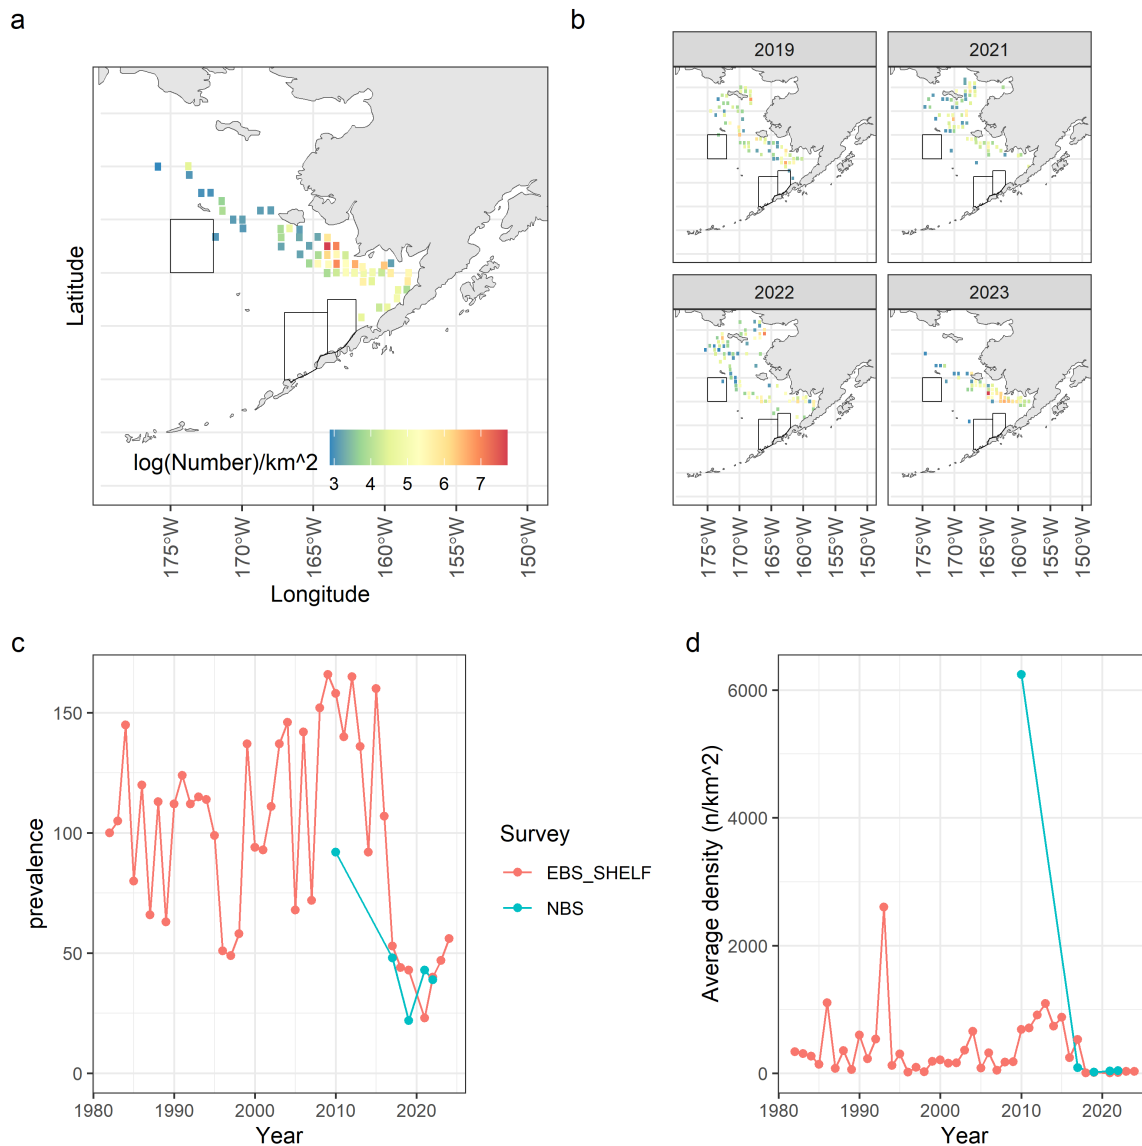 a
Latitude
log(Number)/km^2
3 4 5 6 7
175°W 170°W 165°W 160°W 155°W 150°W
Longitude
b
2019 2021
2022 2023
175°W 170°W 165°W 160°W 155°W 150°W 175°W 170°W 165°W 160°W 155°W 150°W
c
prevalence
150
100
50
0
1980 1990 2000 2010 2020
Year
Survey
EBS_SHELF
NBS
d
Average density (n/km^2)
6000
4000
2000
0
1980 1990 2000 2010 2020
Year